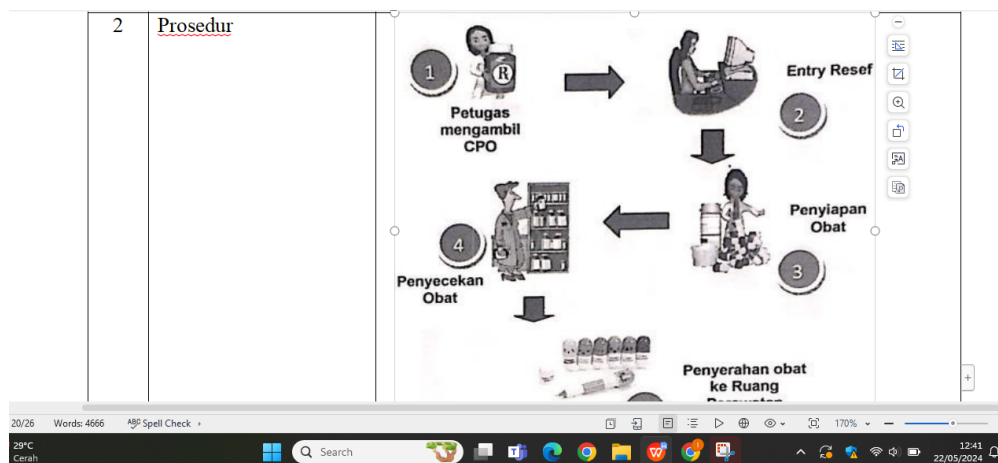 2 Prosedur
1
R
Petugas
mengambil
CPO
Entry Resef
2
Penyiapan
Obat
3
4
Penyecekan
Obat
Penyerahan obat
ke Ruang
20/26 Words: 4666 ABC Spell Check
170%
29°C
Cerah
Search
12:41
22/05/2024